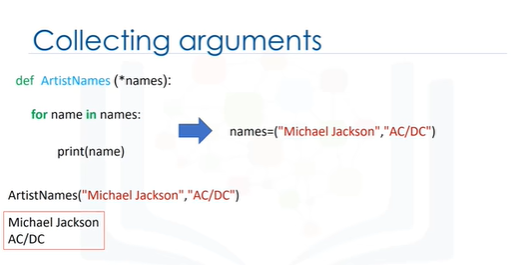 Collecting arguments
def ArtistNames (*names):
for name in names:
names=("Michael Jackson","AC/DC")
print(name)
ArtistNames("Michael Jackson","AC/DC")
Michael Jackson
AC/DC